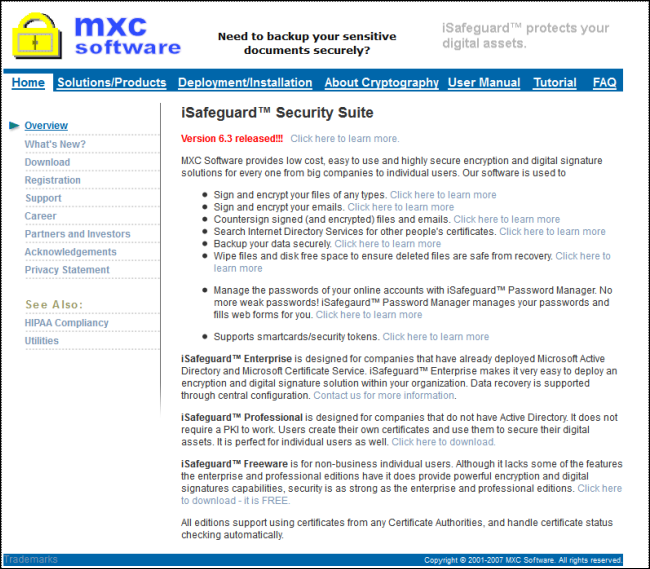 mxc
software
Need to backup your sensitive
documents securely?
iSafeguard™ protects your
digital assets.
Home Solutions/Products Deployment/Installation About Cryptography User Manual Tutorial FAQ
Overview
What's New?
Download
Registration
Support
Career
Partners and Investors
Acknowledgements
Privacy Statement
See Also:
HIPAA Compliancy
Utilities
iSafeguard™ Security Suite
Version 6.3 released!!! Click here to learn more.
MXC Software provides low cost, easy to use and highly secure encryption and digital signature
solutions for every one from big companies to individual users. Our software is used to
• Sign and encrypt your files of any types. Click here to learn more
• Sign and encrypt your emails. Click here to learn more
• Countersign signed (and encrypted) files and emails. Click here to learn more
• Search Internet Directory Services for other people's certificates. Click here to learn more
• Backup your data securely. Click here to learn more
• Wipe files and disk free space to ensure deleted files are safe from recovery. Click here to
learn more
• Manage the passwords of your online accounts with iSafeguard™ Password Manager. No
more weak passwords! iSafegaurd™ Password Manager manages your passwords and
fills web forms for you. Click here to learn more
• Supports smartcards/security tokens. Click here to learn more
iSafeguard™ Enterprise is designed for companies that have already deployed Microsoft Active
Directory and Microsoft Certificate Service. iSafeguard™ Enterprise makes it very easy to deploy an
encryption and digital signature solution within your organization. Data recovery is supported
through central configuration. Contact us for more information.
iSafeguard™ Professional is designed for companies that do not have Active Directory. It does not
require a PKI to work. Users create their own certificates and use them to secure their digital
assets. It is perfect for individual users as well. Click here to download.
iSafeguard™ Freeware is for non-business individual users. Although it lacks some of the features
the enterprise and professional editions have it does provide powerful encryption and digital
signatures capabilities, security is as strong as the enterprise and professional editions. Click here
to download - it is FREE.
All editions support using certificates from any Certificate Authorities, and handle certificate status
checking automatically.
Trademarks
Copyright © 2001-2007 MXC Software. All rights reserved.